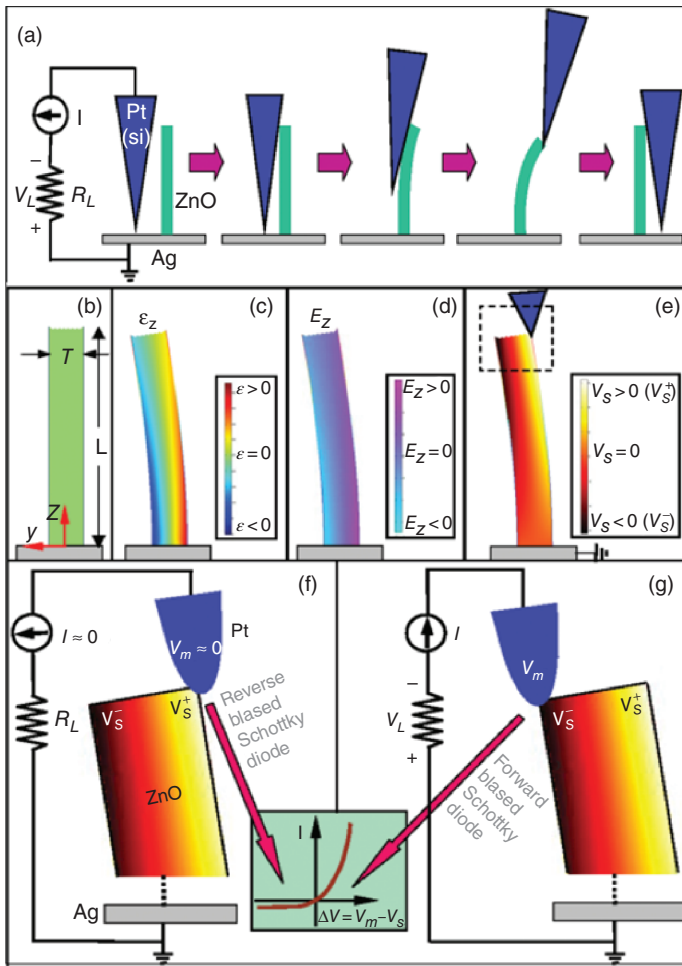 (a)
I
Pt
(si)
−
V_L
R_L
+
ZnO
Ag
(b)
T
L
Z
y
(c)
ε_z
ε>0
ε=0
ε<0
(d)
E_z
E_z>0
E_z=0
E_z<0
(e)
V_s>0 (V_s^+)
V_s=0
V_s<0 (V_s^-)
(f)
I ≈ 0
Pt
V_m ≈ 0
R_L
V_S^-
V_S^+
ZnO
Ag
Reverse
biased
Schottky
diode
I
ΔV=V_m−V_s
(g)
I
V_m
−
V_L
+
V_S^-
V_S^+
Forward
biased
Schottky
diode